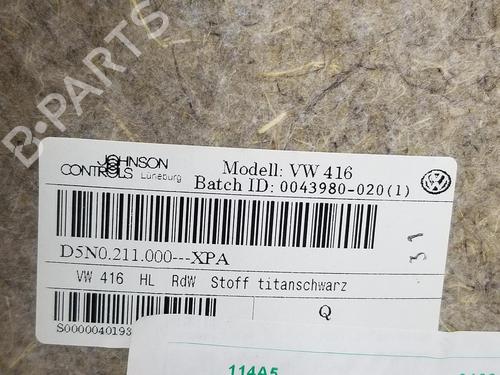 B-PARTS
JOHNSON
CONTROLS Lüneburg
Modell: VW 416
Batch ID: 0043980-020(1)
D5N0.211.000---XPA
VW 416 HL RdW Stoff titanschwarz
S0000040193
Q
31
114A5